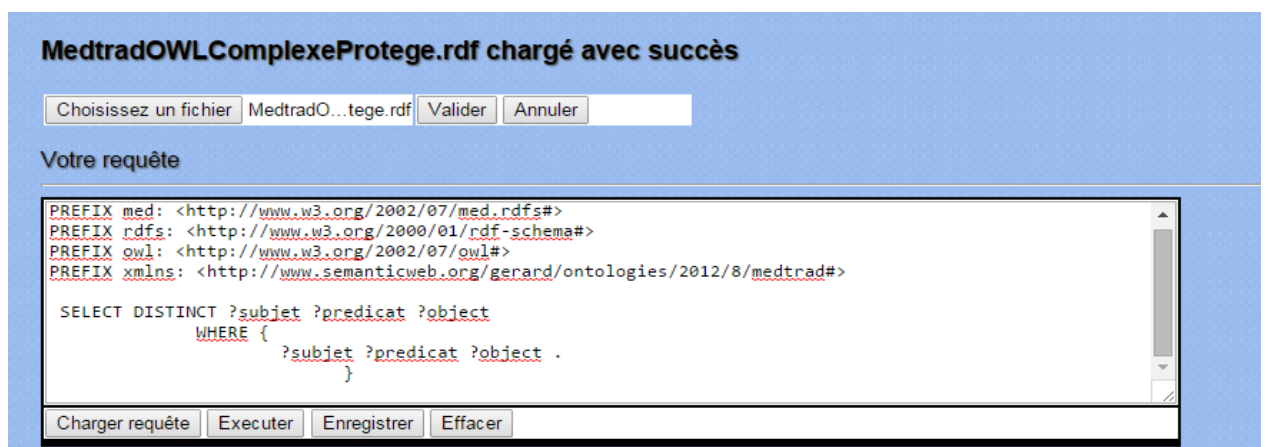 MedtradOWLComplexeProtege.rdf chargé avec succès
Choisissez un fichier MedtradO...tege.rdf Valider Annuler
Votre requête
PREFIX med: <http://www.w3.org/2002/07/med.rdfs#>
PREFIX rdfs: <http://www.w3.org/2000/01/rdf-schema#>
PREFIX owl: <http://www.w3.org/2002/07/owl#>
PREFIX xmlns: <http://www.semanticweb.org/gerard/ontologies/2012/8/medtrad#>
SELECT DISTINCT ?subjet ?predicat ?object
WHERE {
?subjet ?predicat ?object .
}
Charger requête Executer Enregistrer Effacer